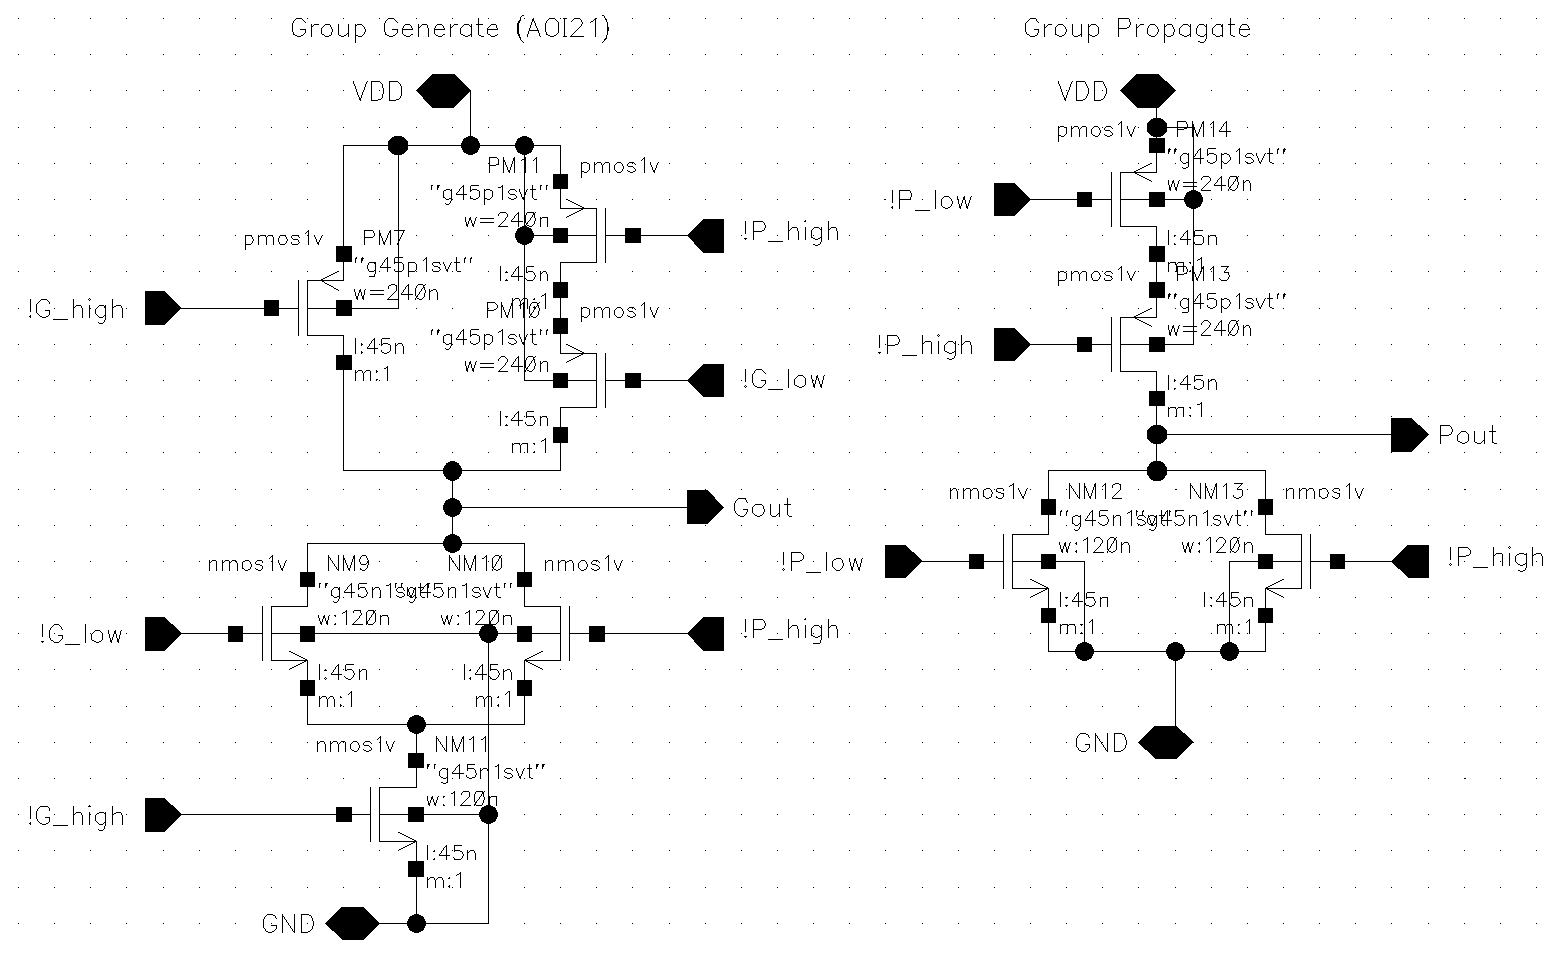 Group Generate (AOI21)
VDD
PM11 pmos1v
"g45p1svt"
w=240n
!P_high
l:45n
m:1
pmos1v PM7
"g45p1svt"
w=240n
!G_high
l:45n
m:1
PM10 pmos1v
"g45p1svt"
w=240n
!G_low
l:45n
m:1
Gout
nmos1v NM9
"g45n1svt"
w:120n
!G_low
l:45n
m:1
NM10 nmos1v
"g45n1svt"
w:120n
!P_high
l:45n
m:1
nmos1v NM11
"g45n1svt"
w:120n
!G_high
l:45n
m:1
GND
Group Propagate
VDD
pmos1v PM14
"g45p1svt"
w=240n
!P_low
l:45n
m:1
pmos1v PM13
"g45p1svt"
w=240n
!P_high
l:45n
m:1
Pout
nmos1v NM12
"g45n1svt"
w:120n
!P_low
l:45n
m:1
NM13 nmos1v
"g45n1svt"
w:120n
!P_high
l:45n
m:1
GND